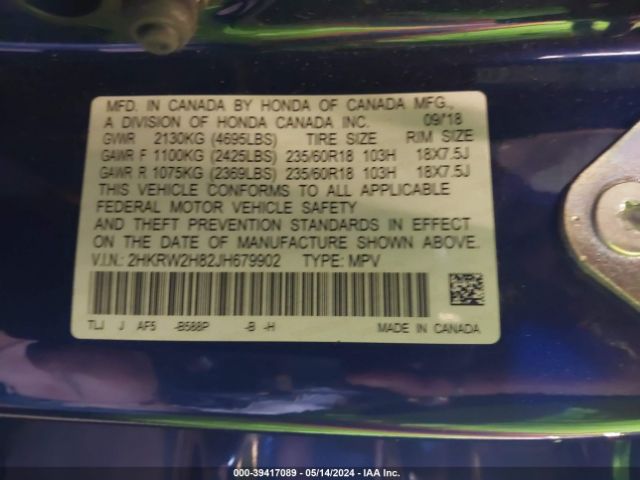 MFD. IN CANADA BY HONDA OF CANADA MFG.,
A DIVISION OF HONDA CANADA INC. 09/18
GVWR 2130KG (4695LBS) TIRE SIZE RIM SIZE
GAWR F 1100KG (2425LBS) 235/60R18 103H 18X7.5J
GAWR R 1075KG (2369LBS) 235/60R18 103H 18X7.5J
THIS VEHICLE CONFORMS TO ALL APPLICABLE
FEDERAL MOTOR VEHICLE SAFETY
AND THEFT PREVENTION STANDARDS IN EFFECT
ON THE DATE OF MANUFACTURE SHOWN ABOVE.
V.I.N.: 2HKRW2H82JH679902 TYPE: MPV
TLJ J AF5 -B588P -B -H MADE IN CANADA
000-39417089 - 05/14/2024 - IAA Inc.